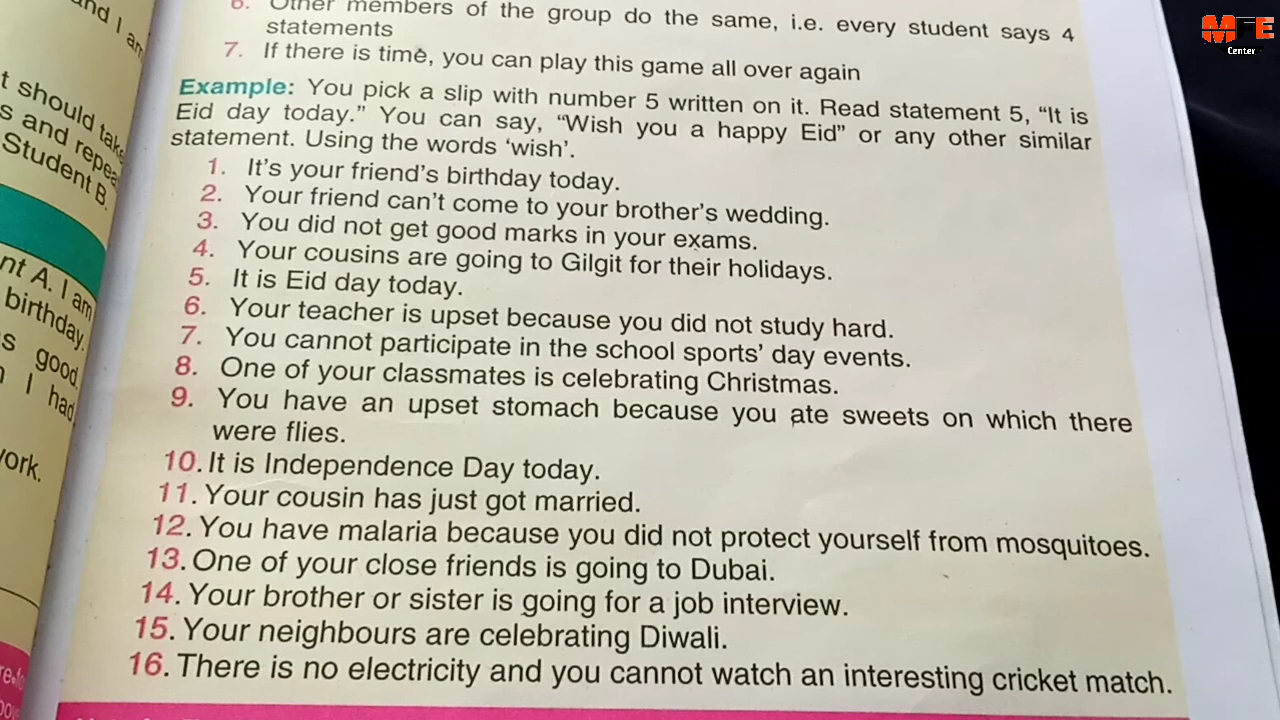 and I am
t should take
s and repea
Student B.
nt A. I am
birthday.
s good
I had
work.
6. Other members of the group do the same, i.e. every student says 4
statements
7. If there is time, you can play this game all over again
Example: You pick a slip with number 5 written on it. Read statement 5, “It is
Eid day today.” You can say, “Wish you a happy Eid” or any other similar
statement. Using the words ‘wish’.
1. It’s your friend’s birthday today.
2. Your friend can’t come to your brother’s wedding.
3. You did not get good marks in your exams.
4. Your cousins are going to Gilgit for their holidays.
5. It is Eid day today.
6. Your teacher is upset because you did not study hard.
7. You cannot participate in the school sports’ day events.
8. One of your classmates is celebrating Christmas.
9. You have an upset stomach because you ate sweets on which there
were flies.
10. It is Independence Day today.
11. Your cousin has just got married.
12. You have malaria because you did not protect yourself from mosquitoes.
13. One of your close friends is going to Dubai.
14. Your brother or sister is going for a job interview.
15. Your neighbours are celebrating Diwali.
16. There is no electricity and you cannot watch an interesting cricket match.
MFE
Center